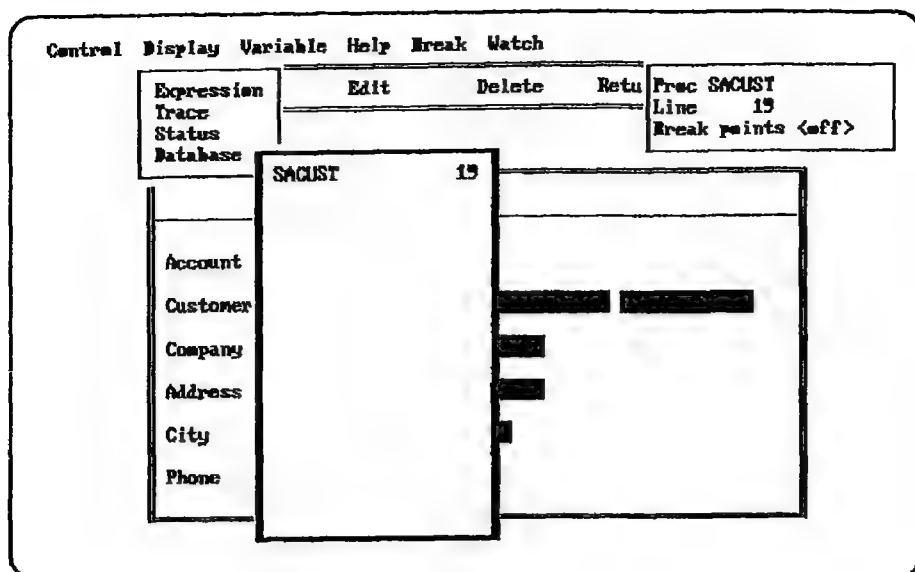 Control Display Variable Help Break Watch
Expression
Trace
Status
Database
Edit Delete Retu
Proc SACUST
Line 19
Break points <off>
SACUST 19
Account
Customer
Company
Address
City
Phone